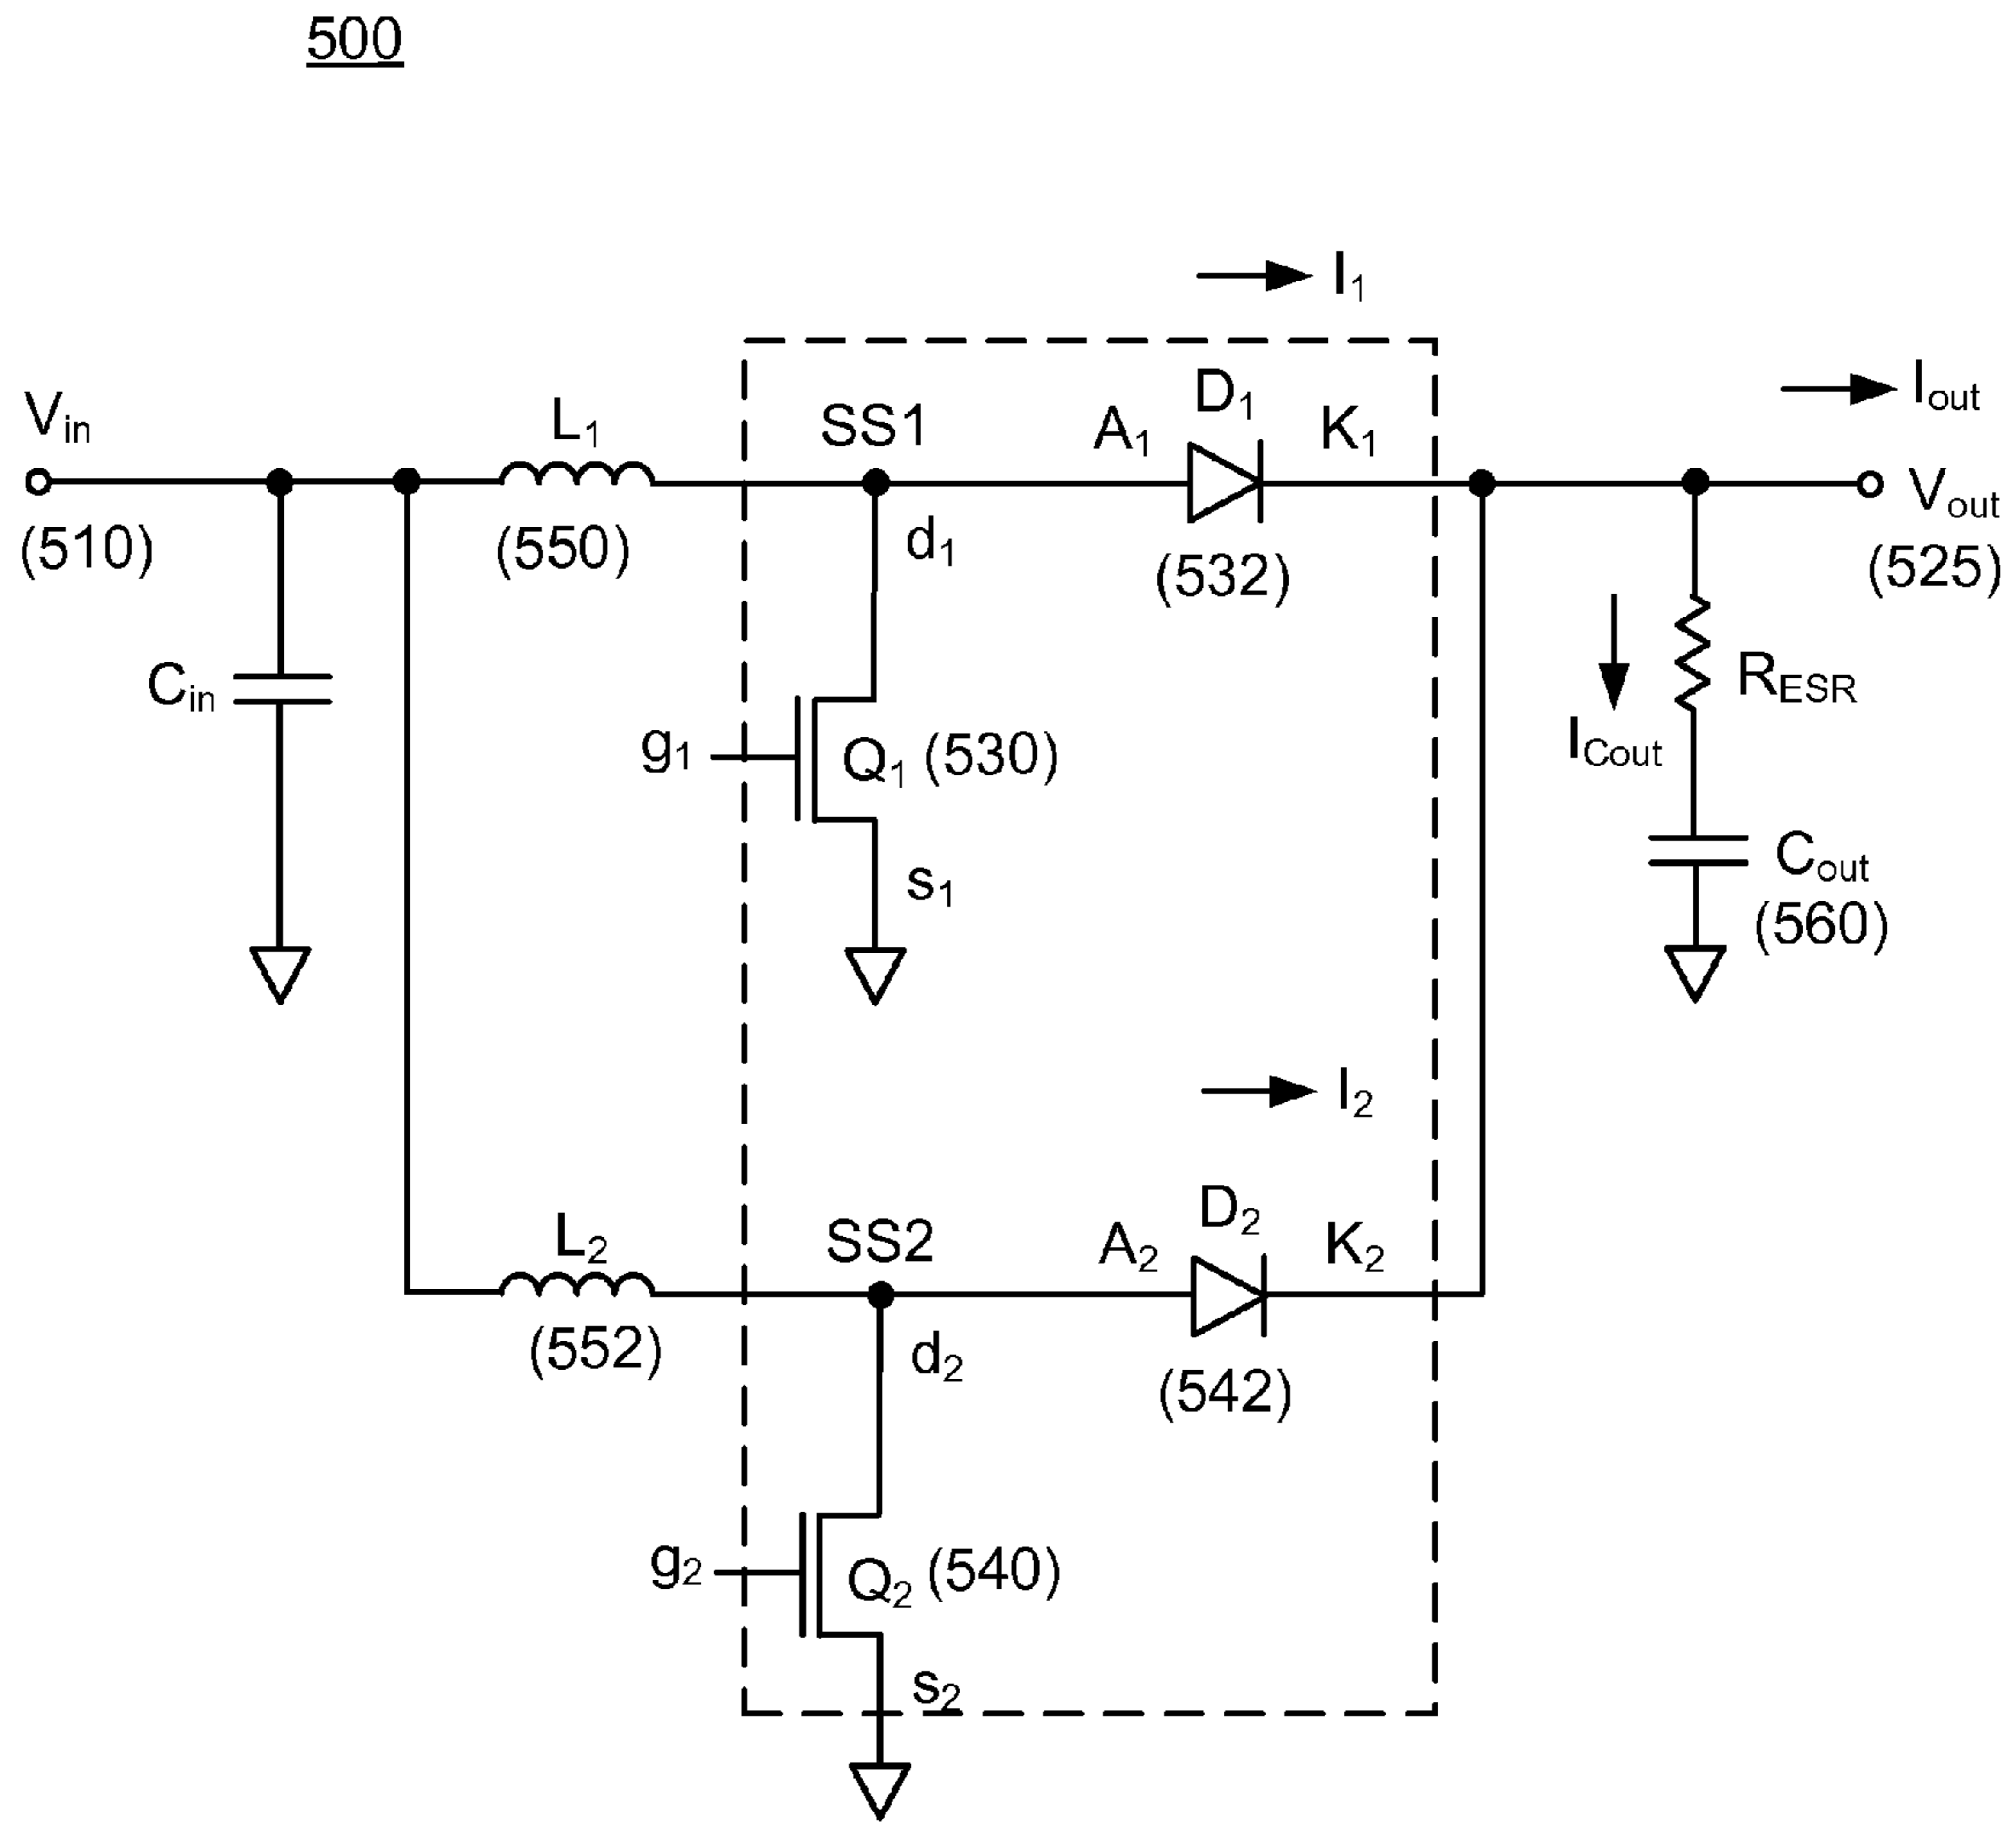 500
I1
Iout
Vin
L1
SS1
A1
D1
K1
Vout
(510)
(550)
d1
(532)
(525)
Cin
g1
Q1 (530)
RESR
ICout
s1
Cout
(560)
I2
L2
SS2
A2
D2
K2
(552)
d2
(542)
g2
Q2 (540)
s2